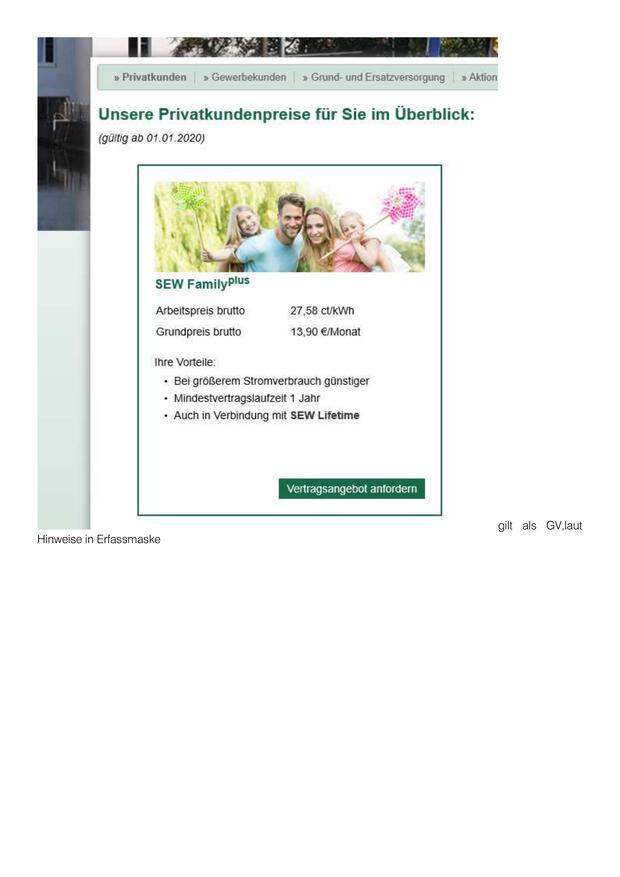 » Privatkunden » Gewerbekunden » Grund- und Ersatzversorgung » Aktion
Unsere Privatkundenpreise für Sie im Überblick:
(gültig ab 01.01.2020)
SEW Familyplus
Arbeitspreis brutto 27,58 ct/kWh
Grundpreis brutto 13,90 €/Monat
Ihre Vorteile:
• Bei größerem Stromverbrauch günstiger
• Mindestvertragslaufzeit 1 Jahr
• Auch in Verbindung mit SEW Lifetime
Vertragsangebot anfordern
gilt als GV,laut
Hinweise in Erfassmaske